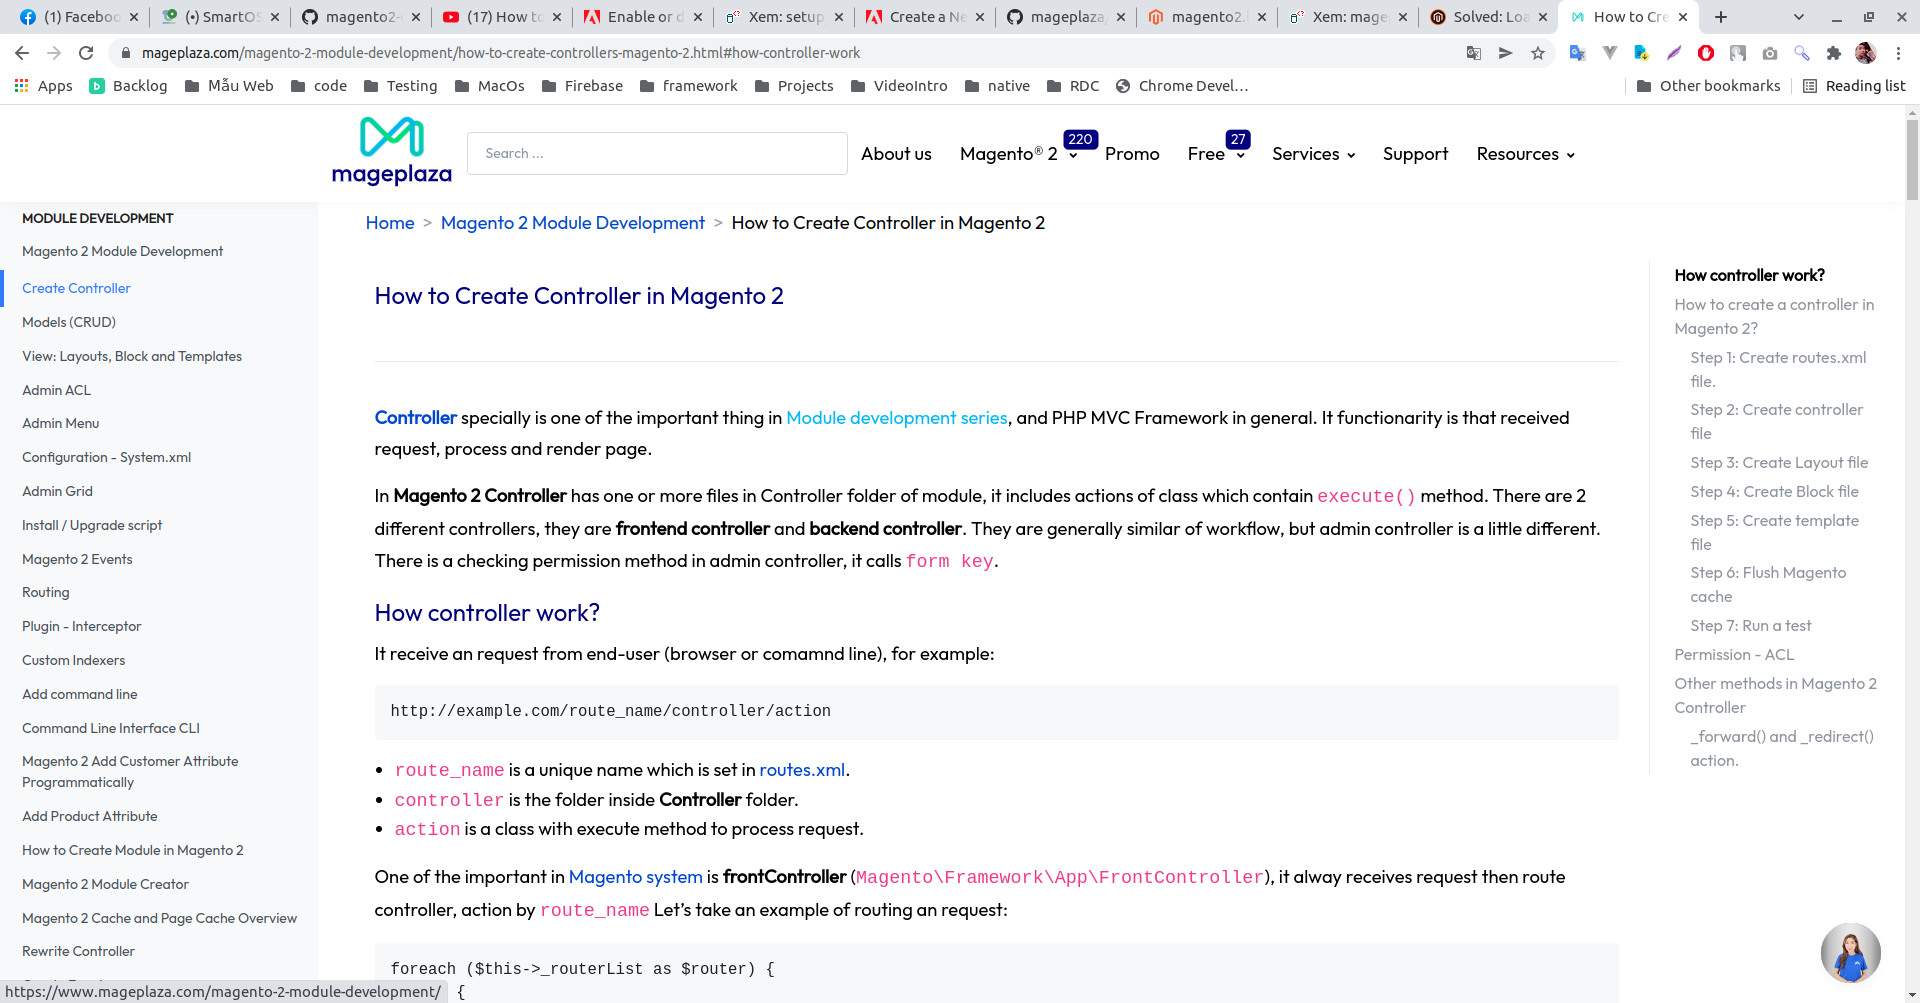 (1) Facebo
(•) SmartOS
magento2-
(17) How to
Enable or d
Xem: setup
Create a Ne
mageplaza/
magento2.
Xem: mage
Solved: Loa
How to Cre
mageplaza.com/magento-2-module-development/how-to-create-controllers-magento-2.html#how-controller-work
Apps
Backlog
Mẫu Web
code
Testing
MacOs
Firebase
framework
Projects
VideoIntro
native
RDC
Chrome Devel...
Other bookmarks
Reading list
mageplaza
Search ...
About us
Magento® 2
220
Promo
Free
27
Services
Support
Resources
MODULE DEVELOPMENT
Magento 2 Module Development
Create Controller
Models (CRUD)
View: Layouts, Block and Templates
Admin ACL
Admin Menu
Configuration - System.xml
Admin Grid
Install / Upgrade script
Magento 2 Events
Routing
Plugin - Interceptor
Custom Indexers
Add command line
Command Line Interface CLI
Magento 2 Add Customer Attribute
Programmatically
Add Product Attribute
How to Create Module in Magento 2
Magento 2 Module Creator
Magento 2 Cache and Page Cache Overview
Rewrite Controller
https://www.mageplaza.com/magento-2-module-development/
Home > Magento 2 Module Development > How to Create Controller in Magento 2
How to Create Controller in Magento 2
Controller specially is one of the important thing in Module development series, and PHP MVC Framework in general. It functionarity is that received
request, process and render page.
In Magento 2 Controller has one or more files in Controller folder of module, it includes actions of class which contain execute() method. There are 2
different controllers, they are frontend controller and backend controller. They are generally similar of workflow, but admin controller is a little different.
There is a checking permission method in admin controller, it calls form key.
How controller work?
It receive an request from end-user (browser or comamnd line), for example:
http://example.com/route_name/controller/action
• route_name is a unique name which is set in routes.xml.
• controller is the folder inside Controller folder.
• action is a class with execute method to process request.
One of the important in Magento system is frontController (Magento\Framework\App\FrontController), it alway receives request then route
controller, action by route_name Let's take an example of routing an request:
foreach ($this->_routerList as $router) {
{
How controller work?
How to create a controller in
Magento 2?
Step 1: Create routes.xml
file.
Step 2: Create controller
file
Step 3: Create Layout file
Step 4: Create Block file
Step 5: Create template
file
Step 6: Flush Magento
cache
Step 7: Run a test
Permission - ACL
Other methods in Magento 2
Controller
_forward() and _redirect()
action.